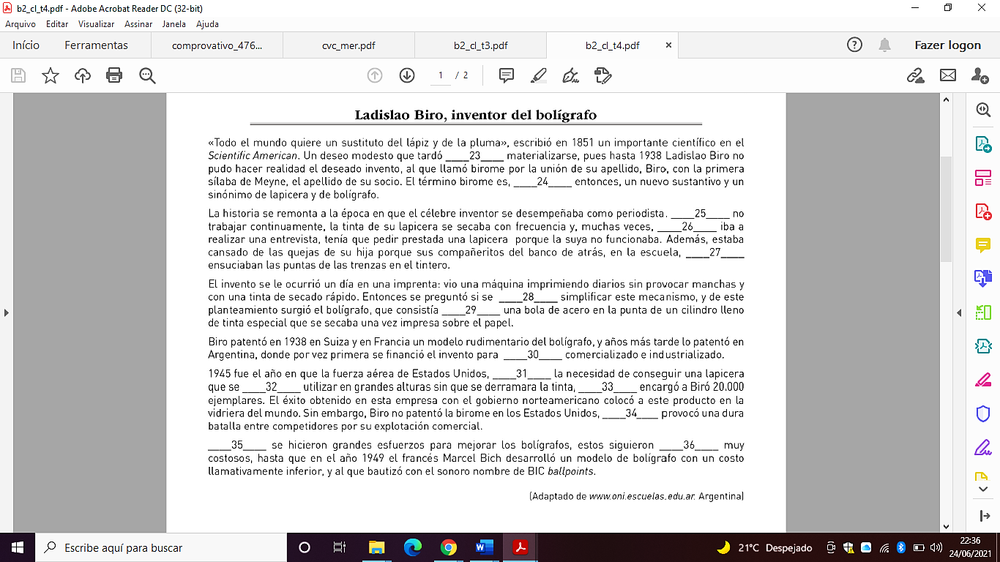 b2_cl_t4.pdf - Adobe Acrobat Reader DC (32-bit)
Arquivo Editar Visualizar Assinar Janela Ajuda
Início Ferramentas comprovativo_476... cvc_mer.pdf b2_cl_t3.pdf b2_cl_t4.pdf × Fazer logon
1 / 2
Ladislao Biro, inventor del bolígrafo
«Todo el mundo quiere un sustituto del lápiz y de la pluma», escribió en 1851 un importante científico en el
Scientific American. Un deseo modesto que tardó ____23____ materializarse, pues hasta 1938 Ladislao Biro no
pudo hacer realidad el deseado invento, al que llamó birome por la unión de su apellido, Biro, con la primera
sílaba de Meyne, el apellido de su socio. El término birome es, ____24____ entonces, un nuevo sustantivo y un
sinónimo de lapicera y de bolígrafo.
La historia se remonta a la época en que el célebre inventor se desempeñaba como periodista. ____25____ no
trabajar continuamente, la tinta de su lapicera se secaba con frecuencia y, muchas veces, ____26____ iba a
realizar una entrevista, tenía que pedir prestada una lapicera porque la suya no funcionaba. Además, estaba
cansado de las quejas de su hija porque sus compañeritos del banco de atrás, en la escuela, ____27____
ensuciaban las puntas de las trenzas en el tintero.
El invento se le ocurrió un día en una imprenta: vio una máquina imprimiendo diarios sin provocar manchas y
con una tinta de secado rápido. Entonces se preguntó si se ____28____ simplificar este mecanismo, y de este
planteamiento surgió el bolígrafo, que consistía ____29____ una bola de acero en la punta de un cilindro lleno
de tinta especial que se secaba una vez impresa sobre el papel.
Biro patentó en 1938 en Suiza y en Francia un modelo rudimentario del bolígrafo, y años más tarde lo patentó en
Argentina, donde por vez primera se financió el invento para ____30____ comercializado e industrializado.
1945 fue el año en que la fuerza aérea de Estados Unidos, ____31____ la necesidad de conseguir una lapicera
que se ____32____ utilizar en grandes alturas sin que se derramara la tinta, ____33____ encargó a Biró 20.000
ejemplares. El éxito obtenido en esta empresa con el gobierno norteamericano colocó a este producto en la
vidriera del mundo. Sin embargo, Biro no patentó la birome en los Estados Unidos, ____34____ provocó una dura
batalla entre competidores por su explotación comercial.
____35____ se hicieron grandes esfuerzos para mejorar los bolígrafos, estos siguieron ____36____ muy
costosos, hasta que en el año 1949 el francés Marcel Bich desarrolló un modelo de bolígrafo con un costo
llamativamente inferior, y al que bautizó con el sonoro nombre de BIC ballpoints.
(Adaptado de www.oni.escuelas.edu.ar. Argentina)
Escribe aquí para buscar 21°C Despejado 22:36
24/06/2021